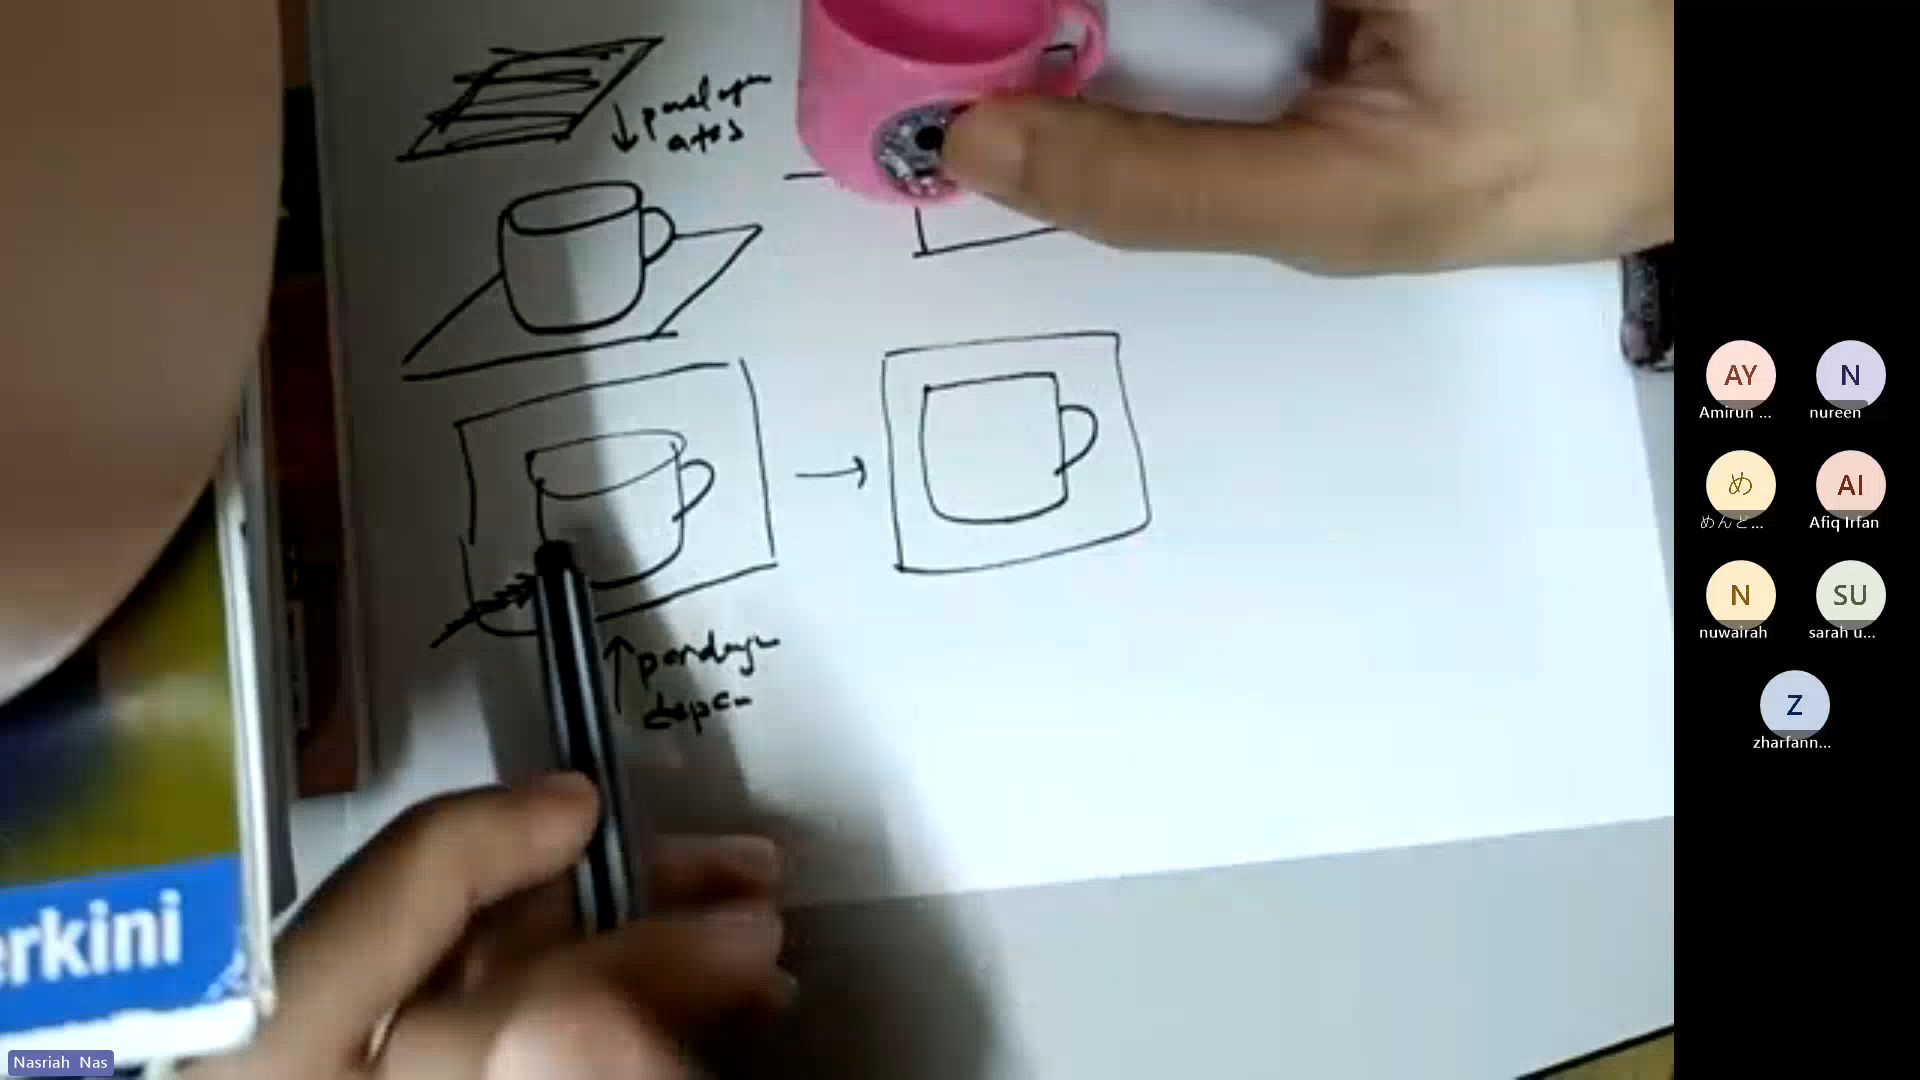 pandangan
atas
pandangan
depan
erkini
AY
N
Amirun ...
nureen
め
AI
めんど...
Afiq Irfan
N
SU
nuwairah
sarah u...
Z
zharfann...
Nasriah Nas